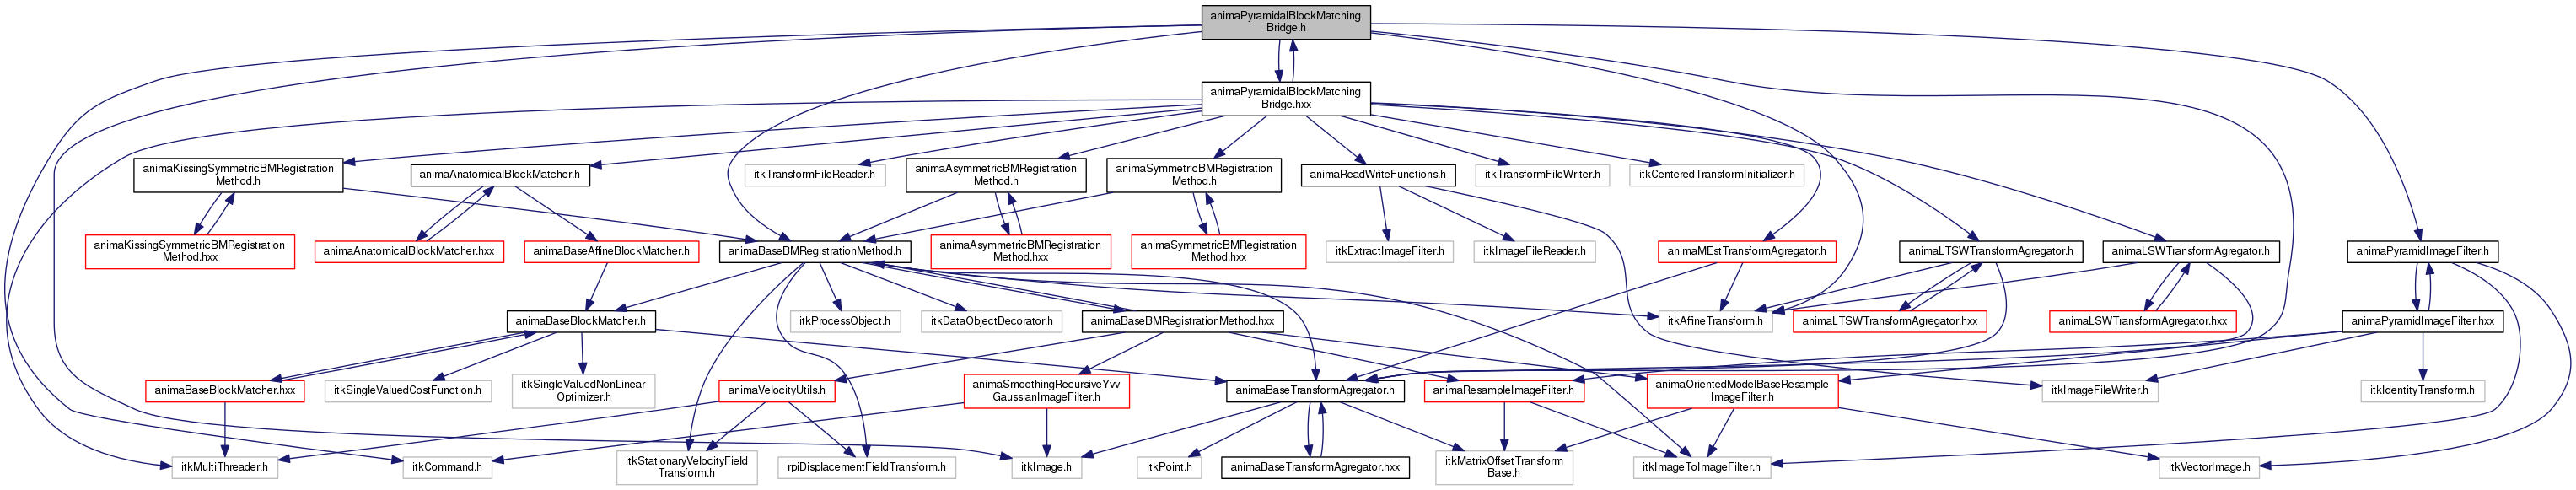 animaPyramidalBlockMatching
Bridge.h
animaPyramidalBlockMatching
Bridge.hxx
animaKissingSymmetricBMRegistration
Method.h
animaAnatomicalBlockMatcher.h
itkTransformFileReader.h
animaAsymmetricBMRegistration
Method.h
animaSymmetricBMRegistration
Method.h
animaReadWriteFunctions.h
itkTransformFileWriter.h
itkCenteredTransformInitializer.h
animaKissingSymmetricBMRegistration
Method.hxx
animaAnatomicalBlockMatcher.hxx
animaBaseAffineBlockMatcher.h
animaBaseBMRegistrationMethod.h
animaAsymmetricBMRegistration
Method.hxx
animaSymmetricBMRegistration
Method.hxx
itkExtractImageFilter.h
itkImageFileReader.h
animaMEstTransformAgregator.h
animaLTSWTransformAgregator.h
animaLSWTransformAgregator.h
animaPyramidImageFilter.h
animaBaseBlockMatcher.h
itkProcessObject.h
itkDataObjectDecorator.h
animaBaseBMRegistrationMethod.hxx
itkAffineTransform.h
animaLTSWTransformAgregator.hxx
animaLSWTransformAgregator.hxx
animaPyramidImageFilter.hxx
animaBaseBlockMatcher.hxx
itkSingleValuedCostFunction.h
itkSingleValuedNonLinear
Optimizer.h
animaVelocityUtils.h
animaSmoothingRecursiveYvv
GaussianImageFilter.h
animaBaseTransformAgregator.h
animaResampleImageFilter.h
animaOrientedModelBaseResample
ImageFilter.h
itkImageFileWriter.h
itkIdentityTransform.h
itkMultiThreader.h
itkCommand.h
itkStationaryVelocityField
Transform.h
rpiDisplacementFieldTransform.h
itkImage.h
itkPoint.h
animaBaseTransformAgregator.hxx
itkMatrixOffsetTransform
Base.h
itkImageToImageFilter.h
itkVectorImage.h